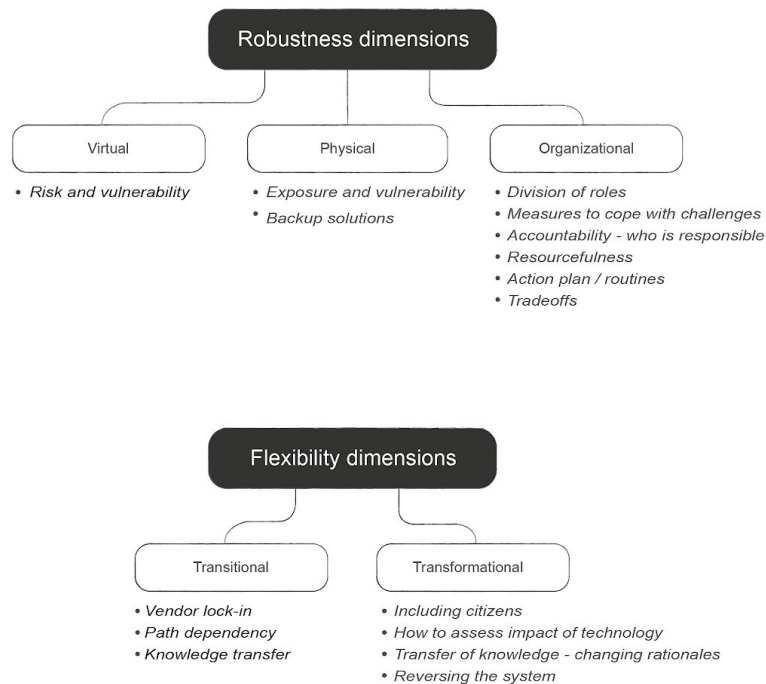 Robustness dimensions
Virtual
Physical
Organizational
• Risk and vulnerability
• Exposure and vulnerability
• Backup solutions
• Division of roles
• Measures to cope with challenges
• Accountability - who is responsible
• Resourcefulness
• Action plan / routines
• Tradeoffs
Flexibility dimensions
Transitional
Transformational
• Vendor lock-in
• Path dependency
• Knowledge transfer
• Including citizens
• How to assess impact of technology
• Transfer of knowledge - changing rationales
• Reversing the system